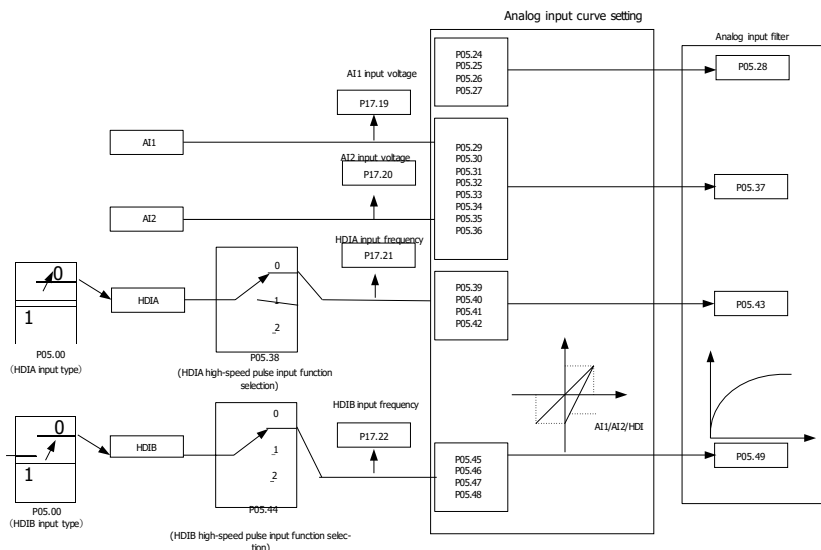 Analog input curve setting
Analog input filter
P05.24
P05.25
P05.26
P05.27
P05.28
AI1 input voltage
P17.19
AI1
AI2 input voltage
P17.20
AI2
P05.29
P05.30
P05.31
P05.32
P05.33
P05.34
P05.35
P05.36
P05.37
HDIA input frequency
P17.21
0
1
P05.00
(HDIA input type)
HDIA
0
1
2
P05.38
(HDIA high-speed pulse input function
selection)
P05.39
P05.40
P05.41
P05.42
P05.43
AI1/AI2/HDI
HDIB input frequency
P17.22
0
1
P05.00
(HDIB input type)
HDIB
0
1
2
P05.44
(HDIB high-speed pulse input function selec-
tion)
P05.45
P05.46
P05.47
P05.48
P05.49